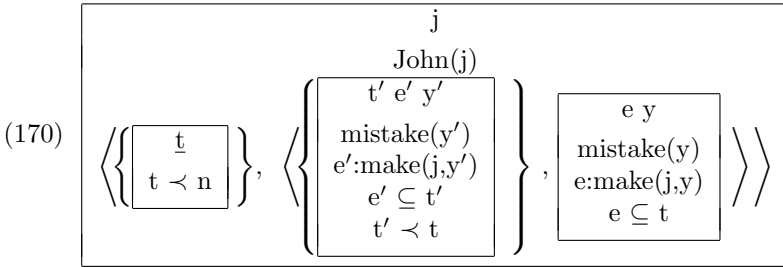 (170)
j
John(j)
⟨{ t̲
t ≺ n }, ⟨{ t′ e′ y′
mistake(y′)
e′:make(j,y′)
e′ ⊆ t′
t′ ≺ t }, e y
mistake(y)
e:make(j,y)
e ⊆ t ⟩⟩